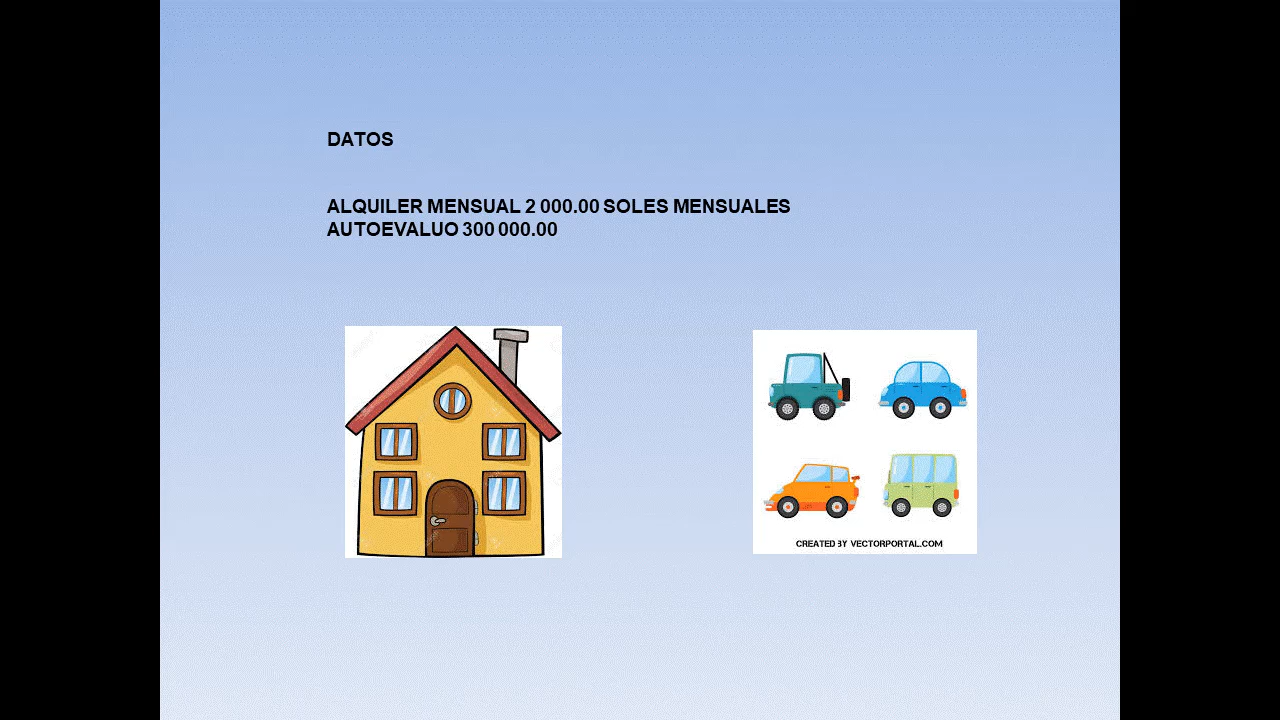 DATOS
ALQUILER MENSUAL 2 000.00 SOLES MENSUALES
AUTOEVALUO 300 000.00
CREATED BY VECTORPORTAL.COM